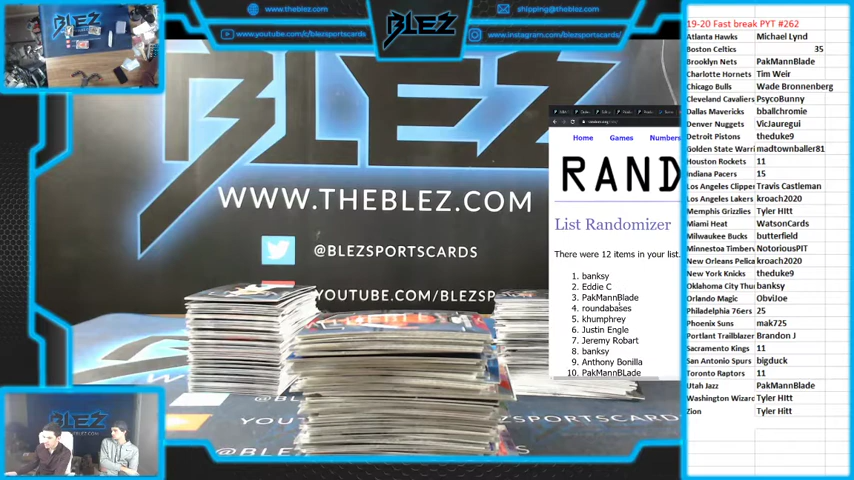 www.theblez.com
BLEZ
shipping@theblez.com
www.youtube.com/c/blezsportscards
www.instagram.com/blezsportscards/
BLEZ
WWW.THEBLEZ.COM
@BLEZSPORTSCARDS
YOUTUBE.COM/BLEZSP
Home Games Numbers
RAND
List Randomizer
There were 12 items in your list.
1. banksy
2. Eddie C
3. PakMannBlade
4. roundabases
5. khumphrey
6. Justin Engle
7. Jeremy Robart
8. banksy
9. Anthony Bonilla
10. PakMannBLade
19-20 Fast break PYT #262
Atlanta Hawks Michael Lynd
Boston Celtics 35
Brooklyn Nets PakMannBlade
Charlotte Hornets Tim Weir
Chicago Bulls Wade Bronnenberg
Cleveland Cavaliers PsycoBunny
Dallas Mavericks bballchromie
Denver Nuggets VicJauregui
Detroit Pistons theduke9
Golden State Warri madtownballer81
Houston Rockets 11
Indiana Pacers 15
Los Angeles Clipper Travis Castleman
Los Angeles Lakers kroach2020
Memphis Grizzlies Tyler HItt
Miami Heat WatsonCards
Milwaukee Bucks butterfield
Minnestoa Timberv NotoriousPIT
New Orleans Pelica kroach2020
New York Knicks theduke9
Oklahoma City Thu banksy
Orlando Magic ObviJoe
Philadelphia 76ers 25
Phoenix Suns mak725
Portlant Trailblazer Brandon J
Sacramento Kings 11
San Antonio Spurs bigduck
Toronto Raptors 11
Utah Jazz PakMannBLade
Washington Wizard Tyler HItt
Zion Tyler Hitt
SPORTSCARDS
BLEZ